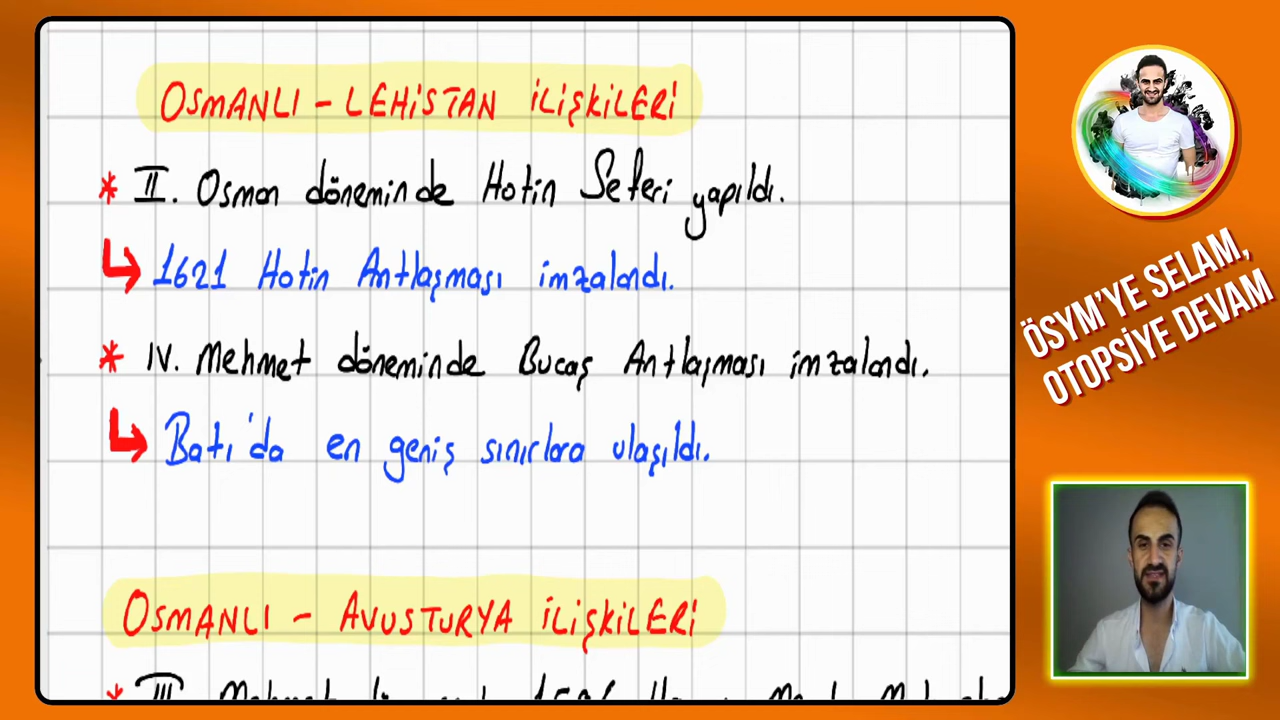 OSMANLI - LEHİSTAN İLİŞKİLERİ
* II. Osman döneminde Hotin Seferi yapıldı.
↳ 1621 Hotin Antlaşması imzalandı.
* IV. Mehmet döneminde Bucaş Antlaşması imzalandı.
↳ Batı'da en geniş sınırlara ulaşıldı.
OSMANLI - AVUSTURYA İLİŞKİLERİ
* III. Mehmet
ÖSYM'YE SELAM,
OTOPSİYE DEVAM